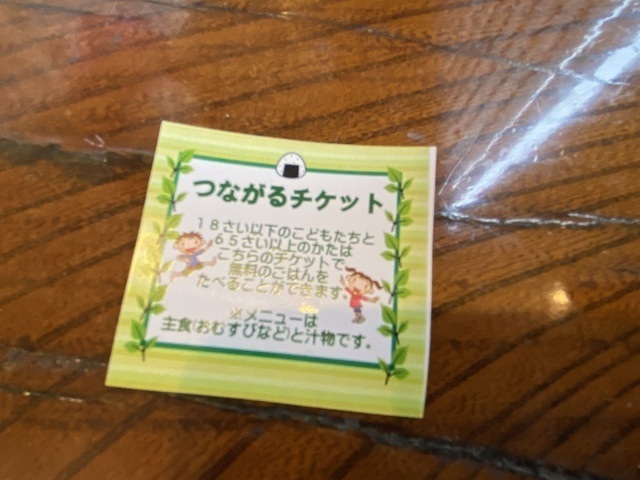 つながるチケット
18さい以下のこどもたちと
65さい以上のかたは
こちらのチケットで
無料のごはんを
たべることができます。
※メニューは
主食(おむすびなど)と汁物です。